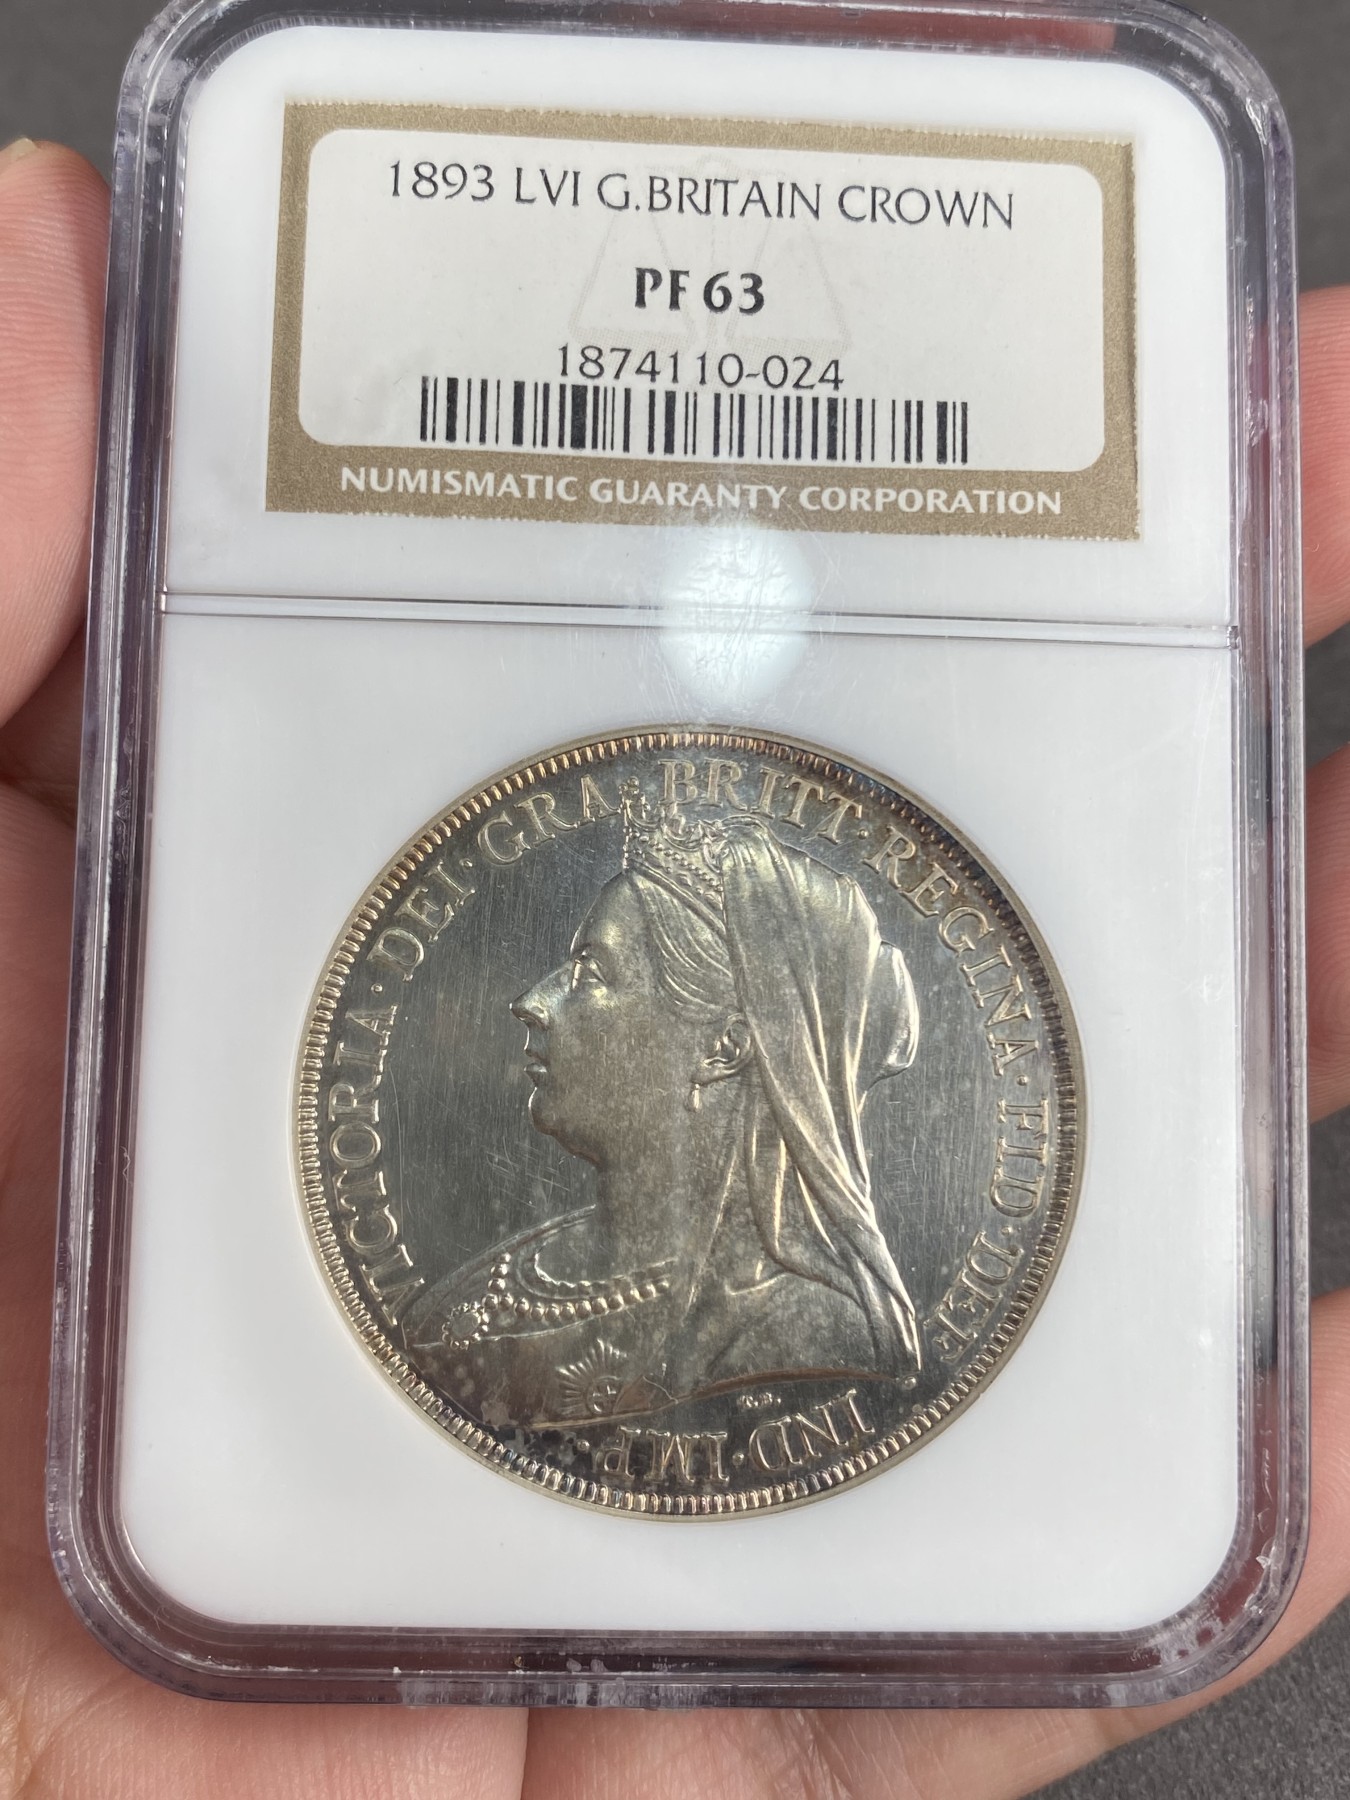 1893 LVI G.BRITAIN CROWN
PF 63
1874110-024
NUMISMATIC GUARANTY CORPORATION
VICTORIA · DEI · GRA · BRITT · REGINA · FID · DEF · IND · IMP ·
T.B.